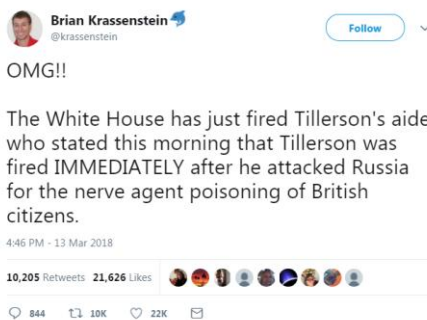 Brian Krassenstein
@krassenstein
Follow
OMG!!
The White House has just fired Tillerson's aide
who stated this morning that Tillerson was
fired IMMEDIATELY after he attacked Russia
for the nerve agent poisoning of British
citizens.
4:46 PM - 13 Mar 2018
10,205 Retweets 21,626 Likes
844 10K 22K